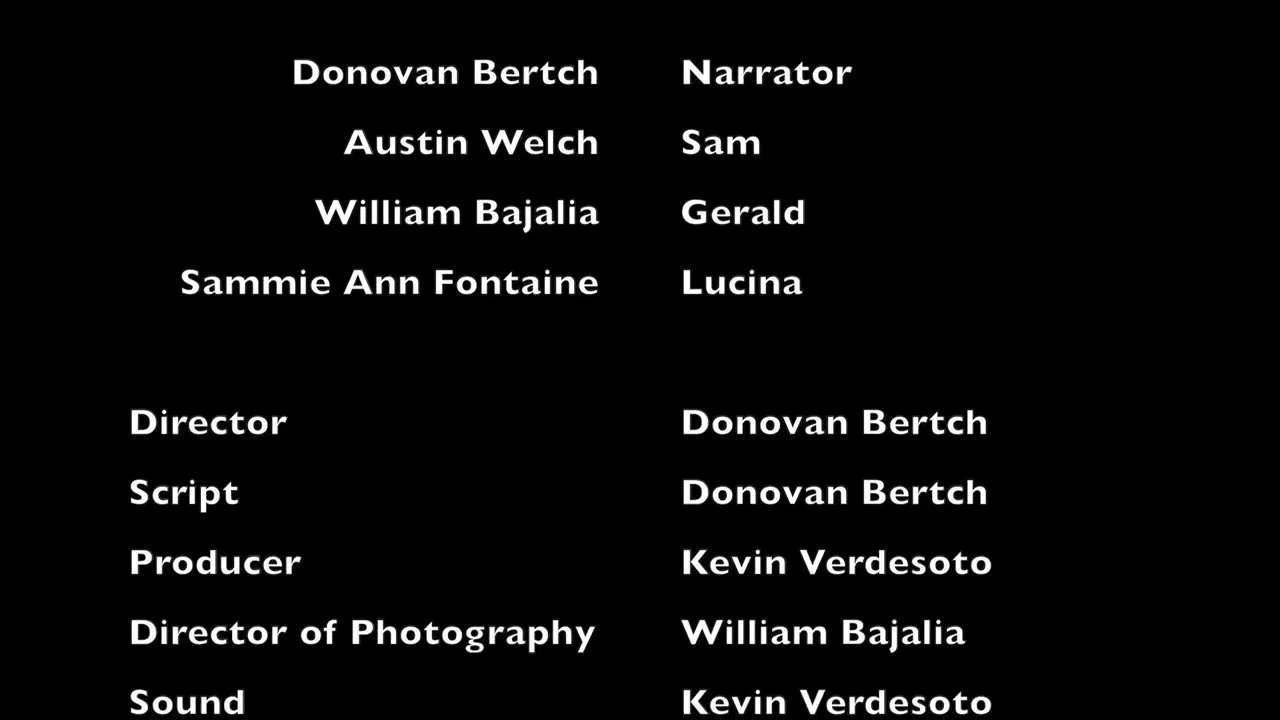 Donovan Bertch Narrator
Austin Welch Sam
William Bajalia Gerald
Sammie Ann Fontaine Lucina
Director Donovan Bertch
Script Donovan Bertch
Producer Kevin Verdesoto
Director of Photography William Bajalia
Sound Kevin Verdesoto